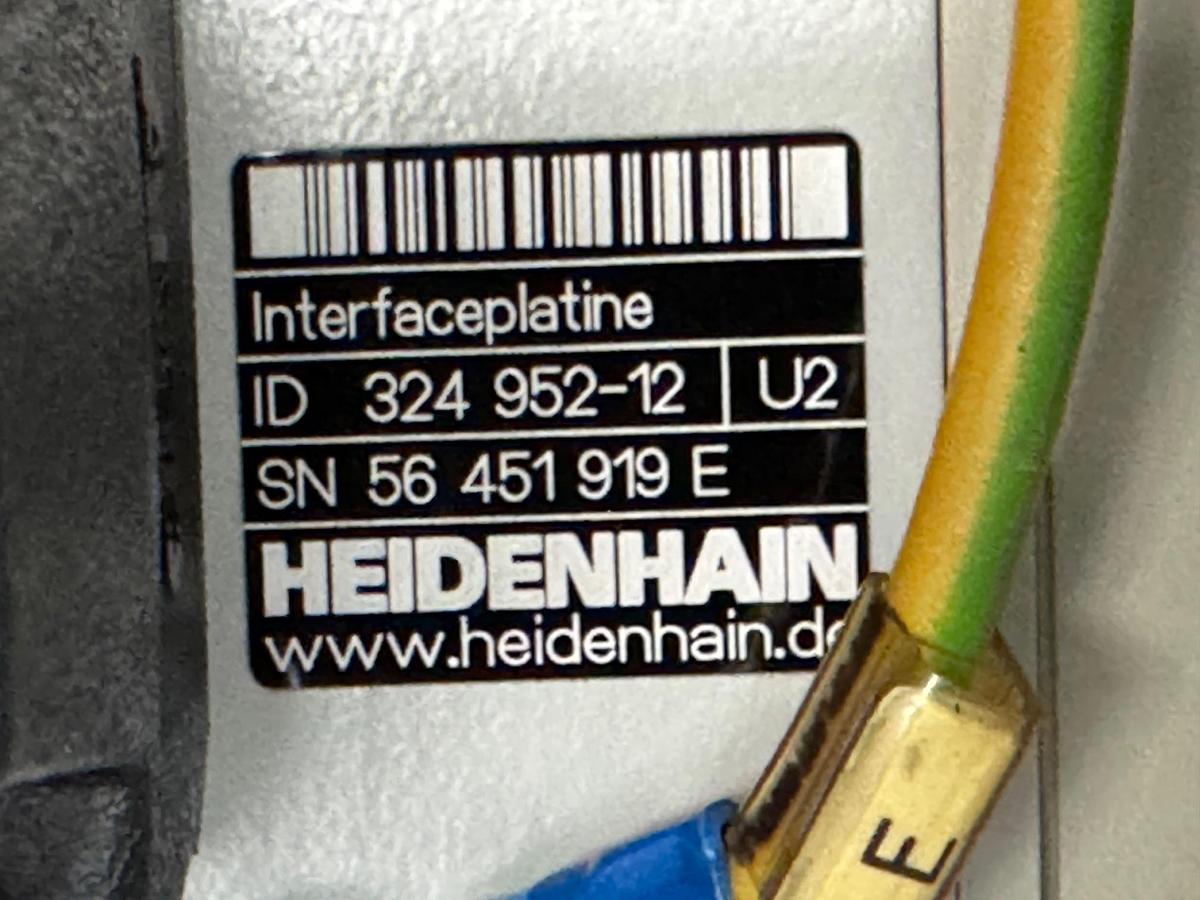 Interfaceplatine
ID 324 952-12 U2
SN 56 451 919 E
HEIDENHAIN
www.heidenhain.de
E